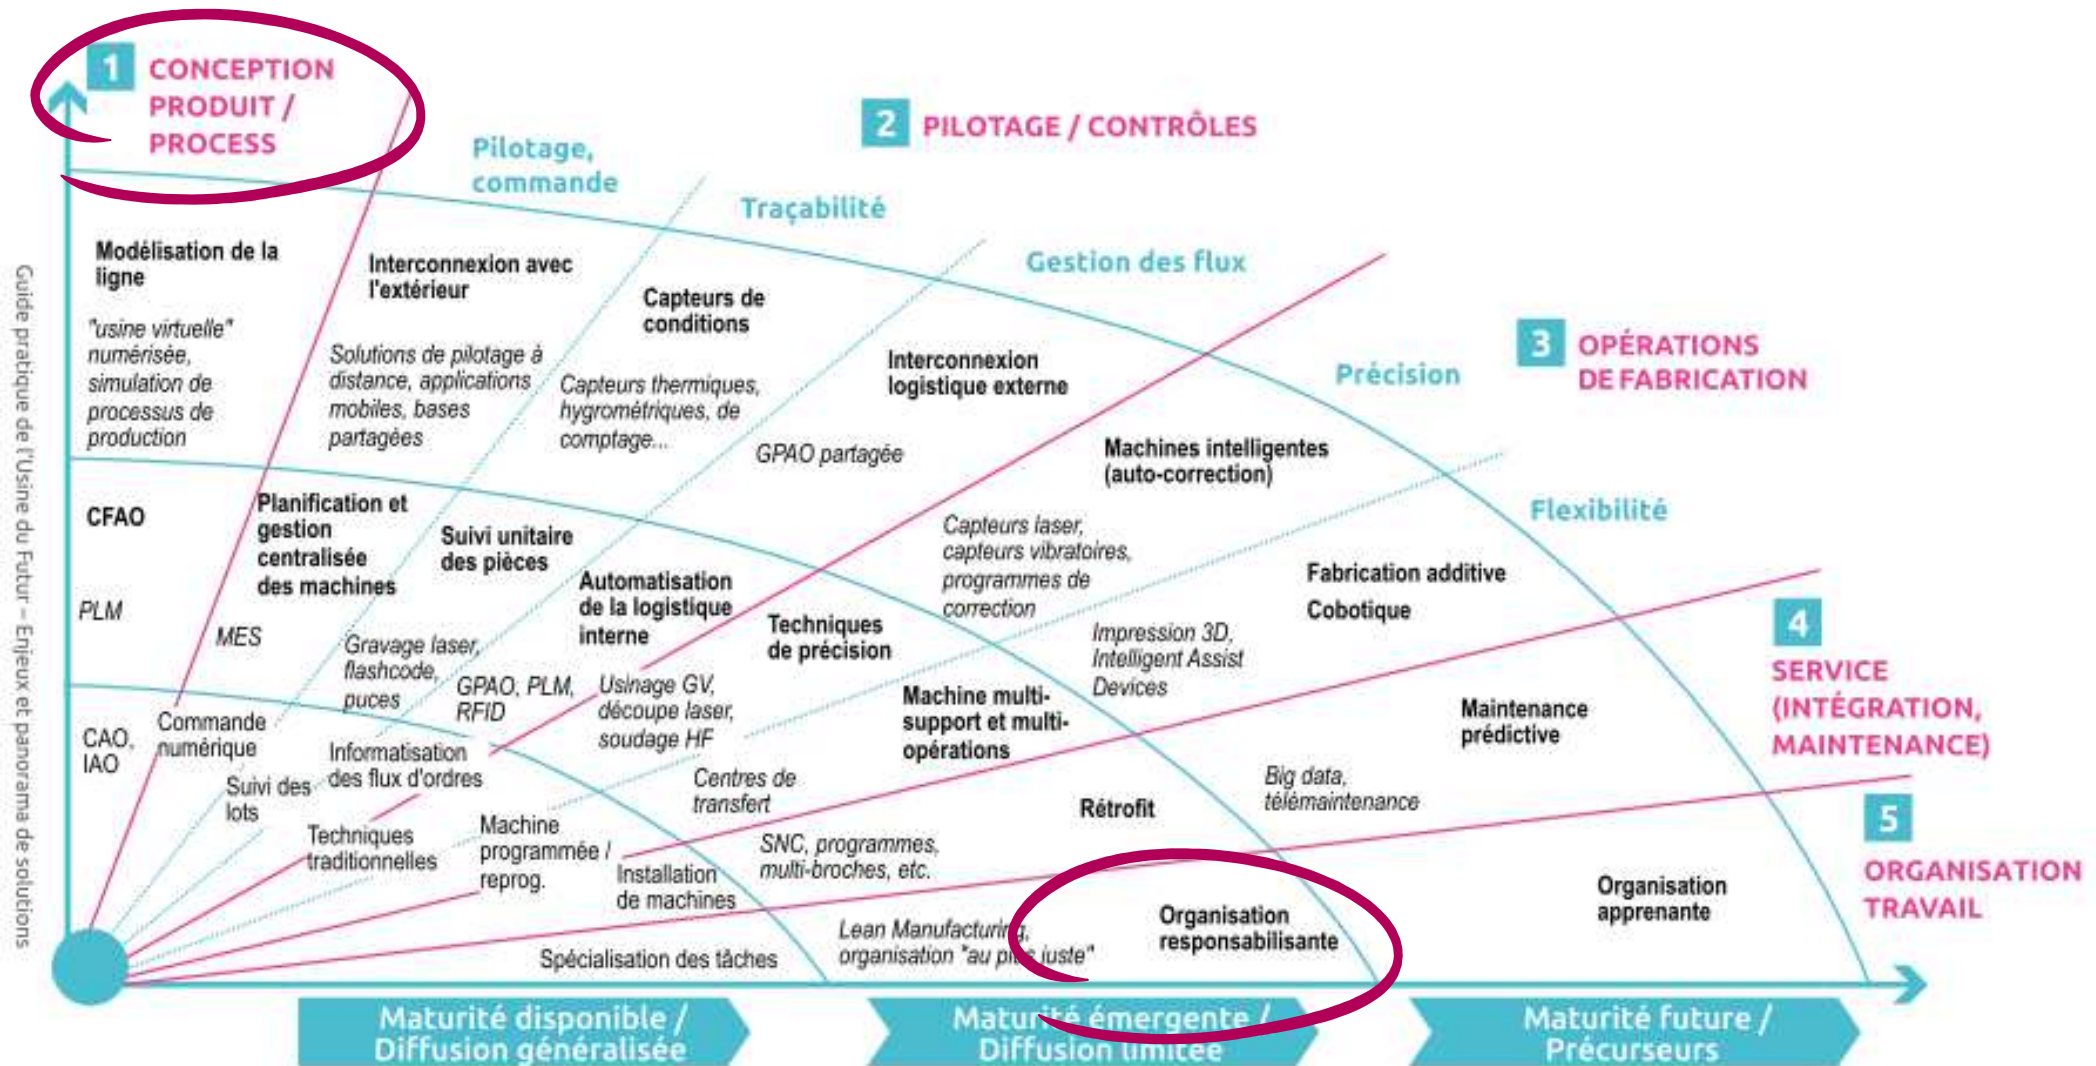 1
CONCEPTION
PRODUIT /
PROCESS
2
PILOTAGE / CONTRÔLES
Pilotage,
commande
Traçabilité
Gestion des flux
3
OPÉRATIONS
DE FABRICATION
Précision
Flexibilité
4
SERVICE
(INTÉGRATION,
MAINTENANCE)
5
ORGANISATION
TRAVAIL
Guide pratique de l'Usine du Futur – Enjeux et panorama de solutions
Modélisation de la
ligne
"usine virtuelle"
numérisée,
simulation de
processus de
production
Interconnexion avec
l'extérieur
Solutions de pilotage à
distance, applications
mobiles, bases
partagées
Capteurs de
conditions
Capteurs thermiques,
hygrométriques, de
comptage...
Interconnexion
logistique externe
GPAO partagée
Machines intelligentes
(auto-correction)
Capteurs laser,
capteurs vibratoires,
programmes de
correction
Fabrication additive
Cobotique
Impression 3D,
Intelligent Assist
Devices
Maintenance
prédictive
Big data,
télémaintenance
Organisation
apprenante
CFAO
PLM
Planification et
gestion
centralisée
des machines
MES
Suivi unitaire
des pièces
Gravage laser,
flashcode,
puces
Automatisation
de la logistique
interne
GPAO, PLM,
RFID
Techniques
de précision
Usinage GV,
découpe laser,
soudage HF
Machine multi-
support et multi-
opérations
Centres de
transfert
Rétrofit
SNC, programmes,
multi-broches, etc.
Organisation
responsabilisante
Lean Manufacturing,
organisation "au plus juste"
CAO,
IAO
Commande
numérique
Suivi des
lots
Informatisation
des flux d'ordres
Techniques
traditionnelles
Machine
programmée /
reprog.
Installation
de machines
Spécialisation des tâches
Maturité disponible /
Diffusion généralisée
Maturité émergente /
Diffusion limitée
Maturité future /
Précurseurs